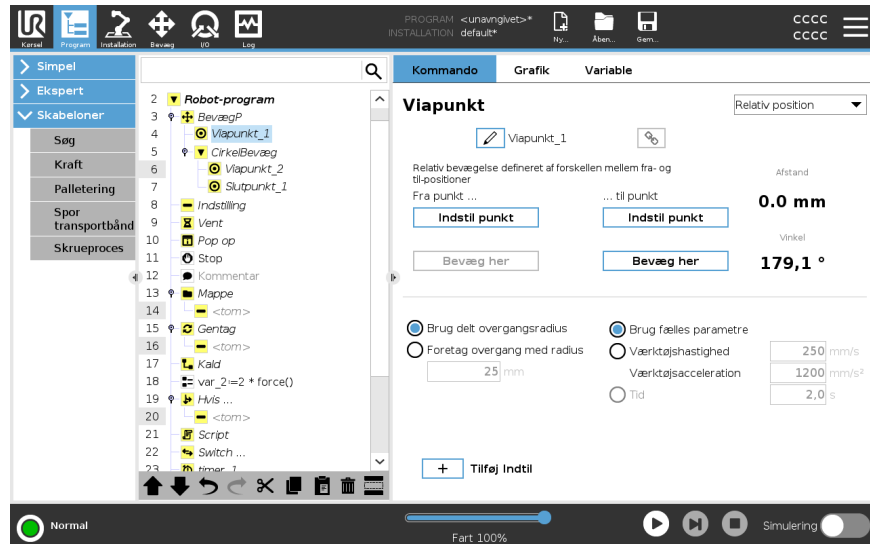 UR
Kørsel
Program
Installation
Bevæg
I/O
Log
PROGRAM <unavngivet>*
INSTALLATION default*
Ny...
Åben...
Gem...
CCCC
CCCC
Simpel
Ekspert
Skabeloner
Søg
Kraft
Palletering
Spor
transportbånd
Skrueproces
2 Robot-program
3 BevægP
4 Viapunkt_1
5 CirkelBevæg
6 Viapunkt_2
7 Slutpunkt_1
8 Indstilling
9 Vent
10 Pop op
11 Stop
12 Kommentar
13 Mappe
14 <tom>
15 Gentag
16 <tom>
17 Kald
18 var_2≔2 * force()
19 Hvis ...
20 <tom>
21 Script
22 Switch ...
23 timer_1
Kommando
Grafik
Variable
Viapunkt
Relativ position
Viapunkt_1
Relativ bevægelse defineret af forskellen mellem fra- og
til-positioner
Fra punkt ...
... til punkt
Indstil punkt
Indstil punkt
Bevæg her
Bevæg her
Afstand
0.0 mm
Vinkel
179,1 °
Brug delt overgangsradius
Foretag overgang med radius
25 mm
Brug fælles parametre
Værktøjshastighed 250 mm/s
Værktøjsacceleration 1200 mm/s²
Tid 2,0 s
+ Tilføj Indtil
Normal
Fart 100%
Simulering